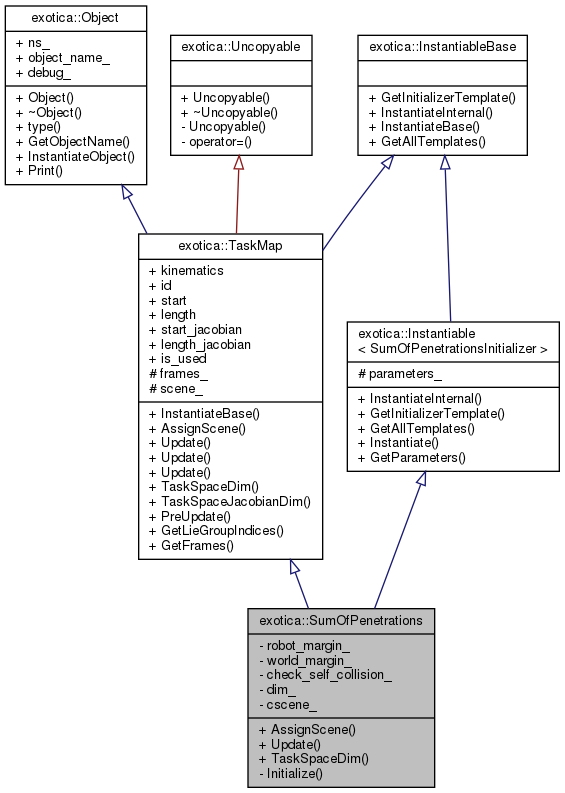 exotica::Object
+ ns_
+ object_name_
+ debug_
+ Object()
+ ~Object()
+ type()
+ GetObjectName()
+ InstantiateObject()
+ Print()
exotica::Uncopyable
+ Uncopyable()
+ ~Uncopyable()
- Uncopyable()
- operator=()
exotica::InstantiableBase
+ GetInitializerTemplate()
+ InstantiateInternal()
+ InstantiateBase()
+ GetAllTemplates()
exotica::TaskMap
+ kinematics
+ id
+ start
+ length
+ start_jacobian
+ length_jacobian
+ is_used
# frames_
# scene_
+ InstantiateBase()
+ AssignScene()
+ Update()
+ Update()
+ Update()
+ TaskSpaceDim()
+ TaskSpaceJacobianDim()
+ PreUpdate()
+ GetLieGroupIndices()
+ GetFrames()
exotica::Instantiable
< SumOfPenetrationsInitializer >
# parameters_
+ InstantiateInternal()
+ GetInitializerTemplate()
+ GetAllTemplates()
+ Instantiate()
+ GetParameters()
exotica::SumOfPenetrations
- robot_margin_
- world_margin_
- check_self_collision_
- dim_
- cscene_
+ AssignScene()
+ Update()
+ TaskSpaceDim()
- Initialize()